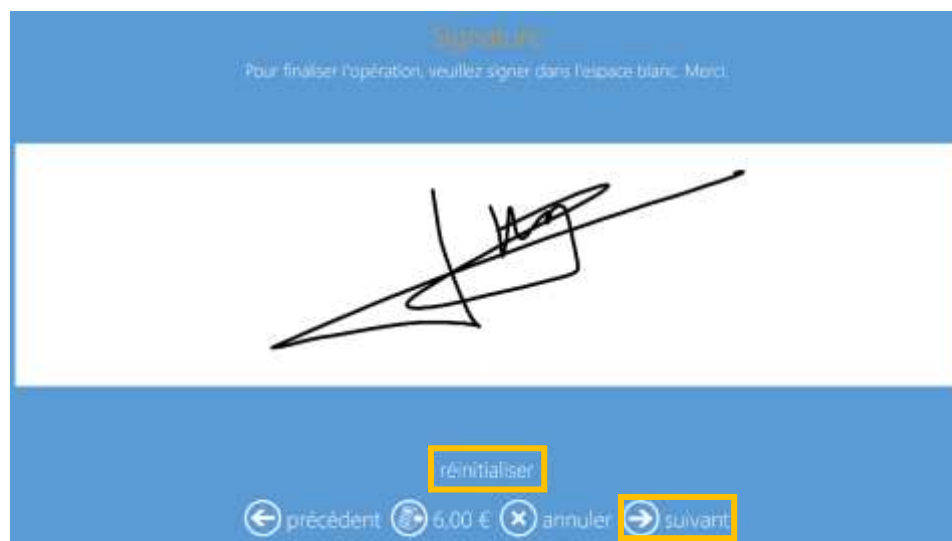 Signature
Pour finaliser l'opération, veuillez signer dans l'espace blanc. Merci.
réinitialiser
précédent 6,00 € annuler suivant